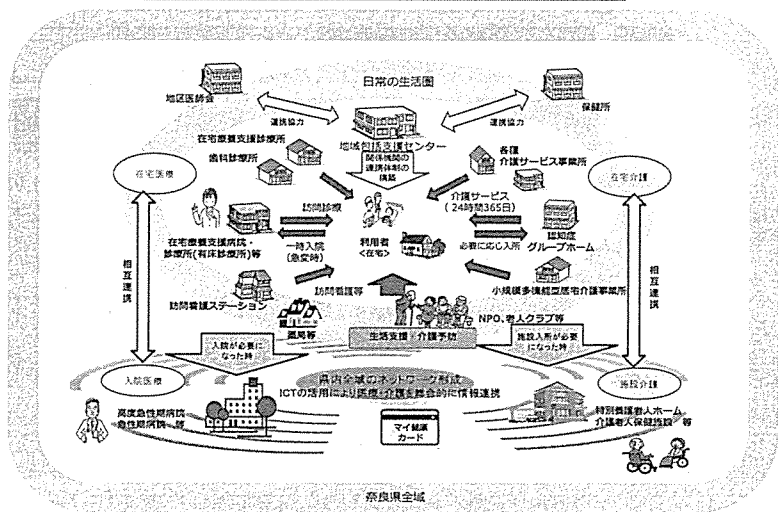 日常の生活圏
地区医師会
保健所
連携協力
連携協力
在宅療養支援診療所
歯科診療所
地域包括支援センター
関係機関の
連携体制の
構築
各種
介護サービス事業所
在宅医療
在宅介護
訪問診療
介護サービス
(24時間365日)
在宅療養支援病院・
診療所(有床診療所)等
一時入院
(急変時)
利用者
<在宅>
必要に応じ入所
認知症
グループホーム
相互連携
相互連携
訪問看護等
訪問看護ステーション
小規模多機能型居宅介護事業所
薬局等
NPO、老人クラブ等
生活支援・介護予防
入院が必要に
なった時
施設入所が必要に
なった時
入院医療
施設介護
県内全域のネットワーク形成
ICTの活用により医療・介護を総合的に情報連携
高度急性期病院
急性期病院 等
マイ健康
カード
特別養護老人ホーム
介護老人保健施設 等
奈良県全域